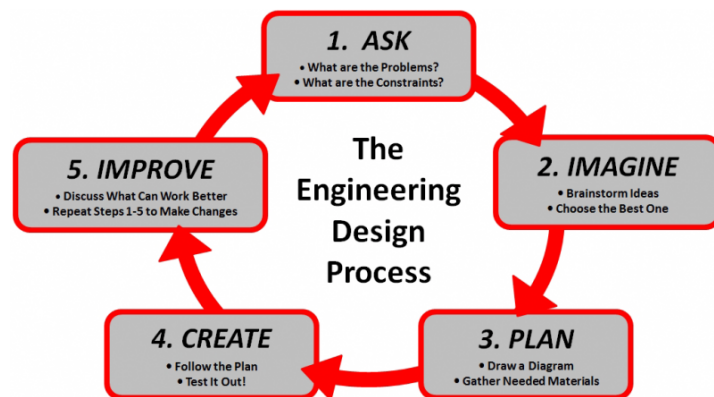 1. ASK
• What are the Problems?
• What are the Constraints?
The
Engineering
Design
Process
2. IMAGINE
• Brainstorm Ideas
• Choose the Best One
3. PLAN
• Draw a Diagram
• Gather Needed Materials
4. CREATE
• Follow the Plan
• Test It Out!
5. IMPROVE
• Discuss What Can Work Better
• Repeat Steps 1-5 to Make Changes